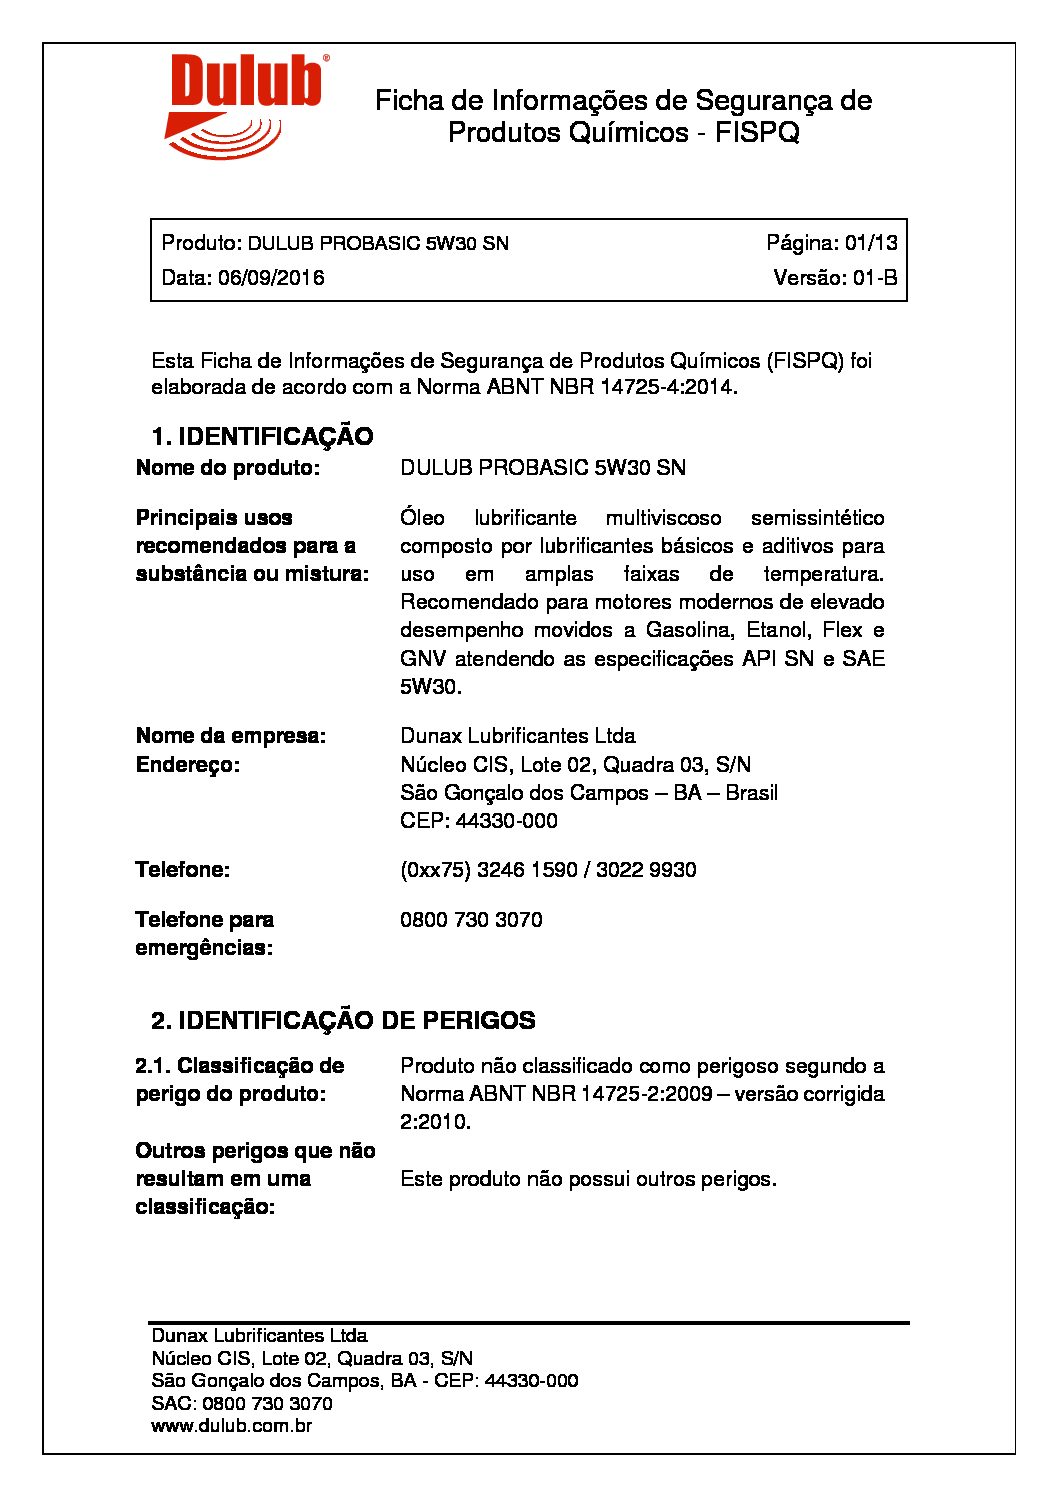 Dulub®
Ficha de Informações de Segurança de
Produtos Químicos - FISPQ
Produto: DULUB PROBASIC 5W30 SN Página: 01/13
Data: 06/09/2016 Versão: 01-B
Esta Ficha de Informações de Segurança de Produtos Químicos (FISPQ) foi
elaborada de acordo com a Norma ABNT NBR 14725-4:2014.
1. IDENTIFICAÇÃO
Nome do produto: DULUB PROBASIC 5W30 SN
Principais usos Óleo lubrificante multiviscoso semissintético
recomendados para a composto por lubrificantes básicos e aditivos para
substância ou mistura: uso em amplas faixas de temperatura.
Recomendado para motores modernos de elevado
desempenho movidos a Gasolina, Etanol, Flex e
GNV atendendo as especificações API SN e SAE
5W30.
Nome da empresa: Dunax Lubrificantes Ltda
Endereço: Núcleo CIS, Lote 02, Quadra 03, S/N
São Gonçalo dos Campos – BA – Brasil
CEP: 44330-000
Telefone: (0xx75) 3246 1590 / 3022 9930
Telefone para 0800 730 3070
emergências:
2. IDENTIFICAÇÃO DE PERIGOS
2.1. Classificação de Produto não classificado como perigoso segundo a
perigo do produto: Norma ABNT NBR 14725-2:2009 – versão corrigida
2:2010.
Outros perigos que não
resultam em uma Este produto não possui outros perigos.
classificação:
Dunax Lubrificantes Ltda
Núcleo CIS, Lote 02, Quadra 03, S/N
São Gonçalo dos Campos, BA - CEP: 44330-000
SAC: 0800 730 3070
www.dulub.com.br